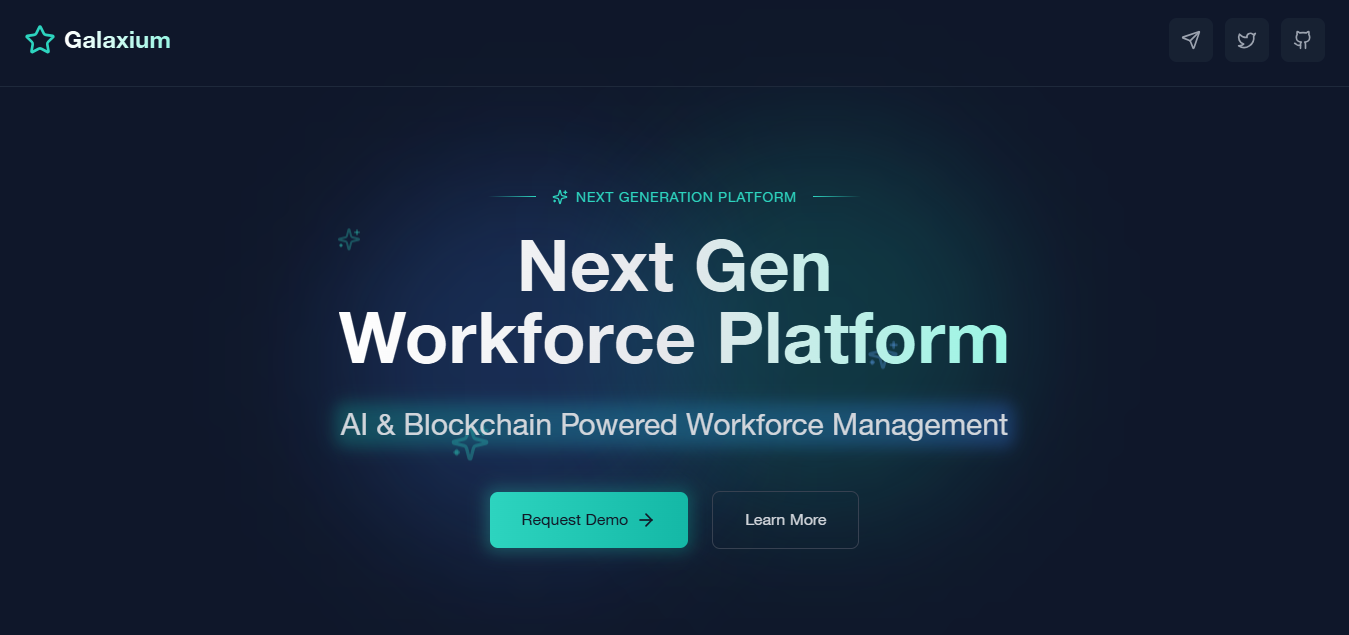 Galaxium
NEXT GENERATION PLATFORM
Next Gen
Workforce Platform
AI & Blockchain Powered Workforce Management
Request Demo
Learn More